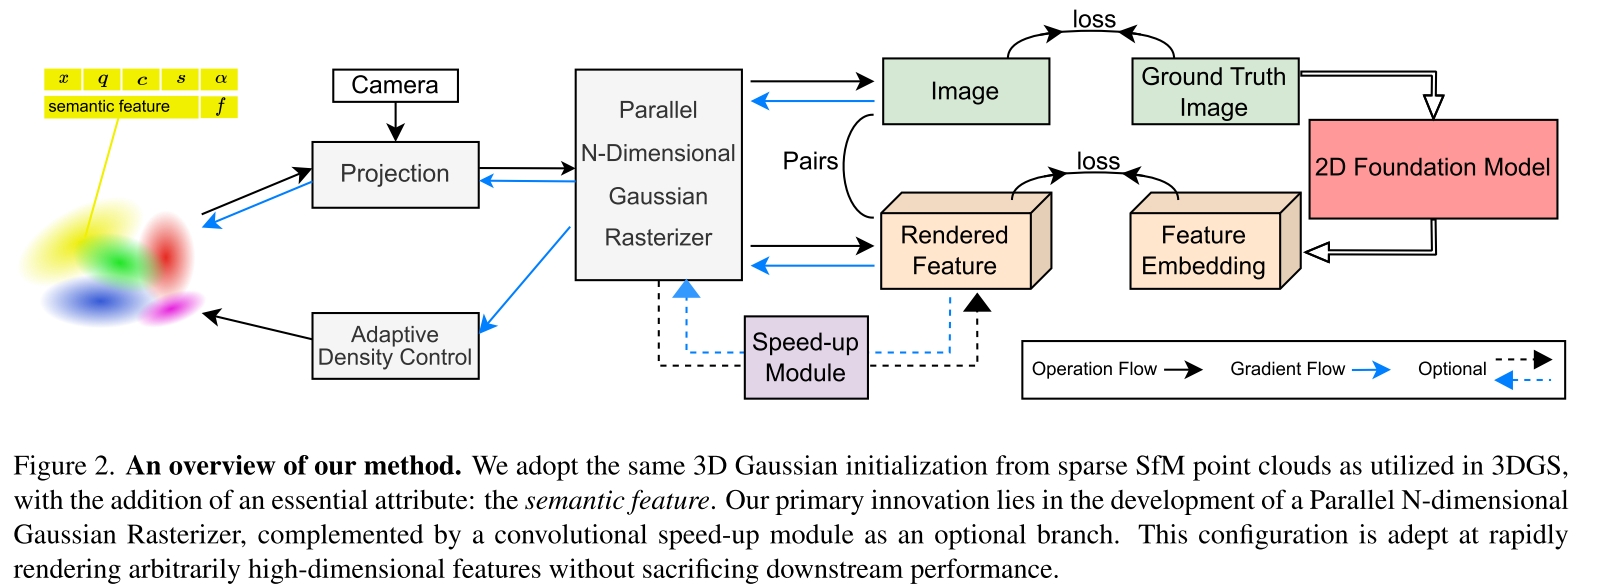 loss
x q c s α
semantic feature f
Camera
Projection
Parallel
N-Dimensional
Gaussian
Rasterizer
Image
Ground Truth
Image
Pairs
loss
2D Foundation Model
Rendered
Feature
Feature
Embedding
Adaptive
Density Control
Speed-up
Module
Operation Flow
Gradient Flow
Optional
Figure 2. An overview of our method. We adopt the same 3D Gaussian initialization from sparse SfM point clouds as utilized in 3DGS,
with the addition of an essential attribute: the semantic feature. Our primary innovation lies in the development of a Parallel N-dimensional
Gaussian Rasterizer, complemented by a convolutional speed-up module as an optional branch. This configuration is adept at rapidly
rendering arbitrarily high-dimensional features without sacrificing downstream performance.